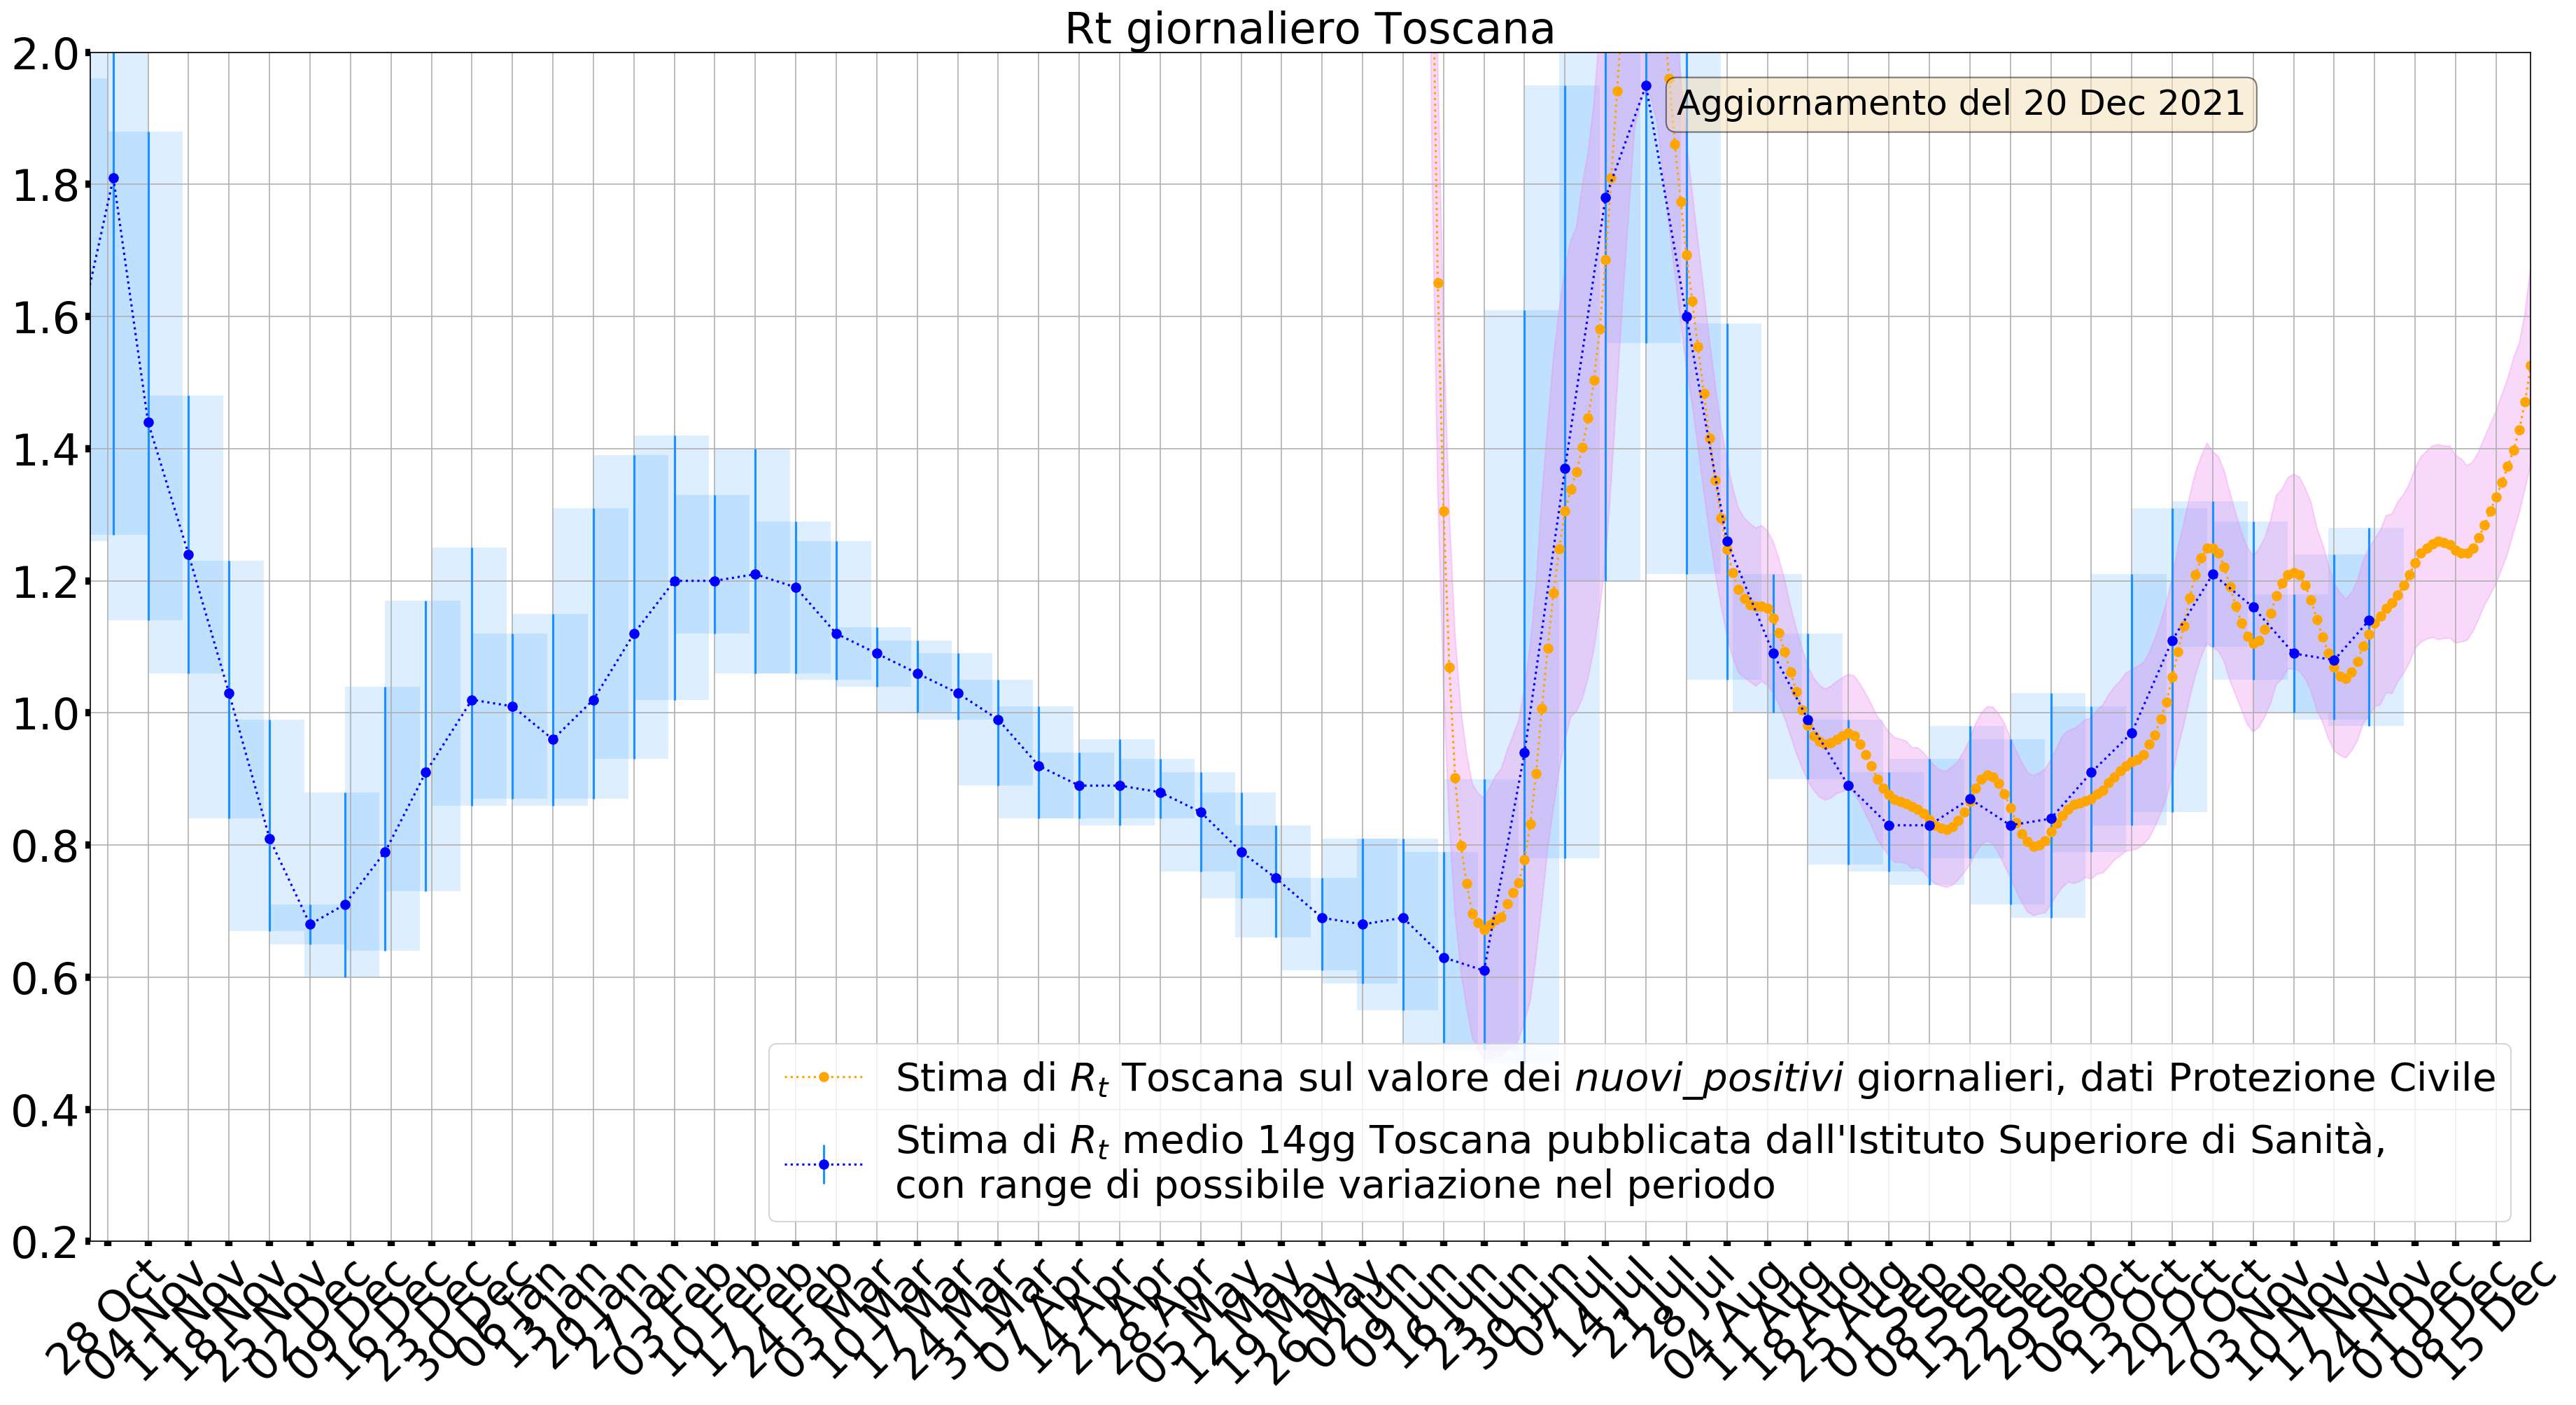 Rt giornaliero Toscana
2.0
Aggiornamento del 20 Dec 2021
1.8
1.6
1.4
1.2
1.0
0.8
0.6
Stima di Rt Toscana sul valore dei nuovi_positivi giornalieri, dati Protezione Civile
0.4
Stima di Rt medio 14gg Toscana pubblicata dall'Istituto Superiore di Sanità,
con range di possibile variazione nel periodo
0.2
28 Oct
04 Nov
11 Nov
18 Nov
25 Nov
02 Dec
09 Dec
16 Dec
23 Dec
30 Dec
06 Jan
13 Jan
20 Jan
27 Jan
03 Feb
10 Feb
17 Feb
24 Feb
03 Mar
10 Mar
17 Mar
24 Mar
31 Mar
07 Apr
14 Apr
21 Apr
28 Apr
05 May
12 May
19 May
26 May
02 Jun
09 Jun
16 Jun
23 Jun
30 Jun
07 Jul
14 Jul
21 Jul
28 Jul
04 Aug
11 Aug
18 Aug
25 Aug
01 Sep
08 Sep
15 Sep
22 Sep
29 Sep
06 Oct
13 Oct
20 Oct
27 Oct
03 Nov
10 Nov
17 Nov
24 Nov
01 Dec
08 Dec
15 Dec